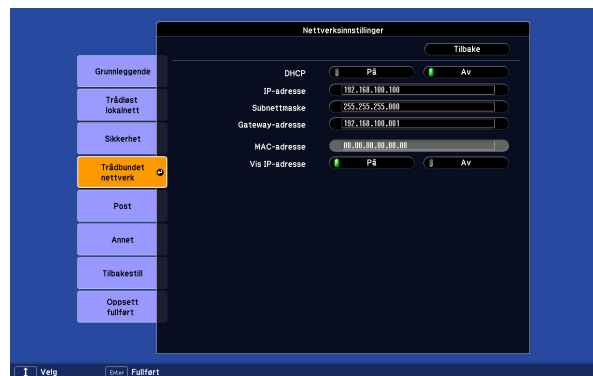 Nettverksinnstillinger
Tilbake
Grunnleggende
Trådløst
lokalnett
Sikkerhet
Trådbundet
nettverk
Post
Annet
Tilbakestill
Oppsett
fullført
DHCP På Av
IP-adresse 192.168.100.100
Subnettmaske 255.255.255.000
Gateway-adresse 192.168.100.001
MAC-adresse 00.00.00.00.00.00
Vis IP-adresse På Av
Velg Enter Fullført